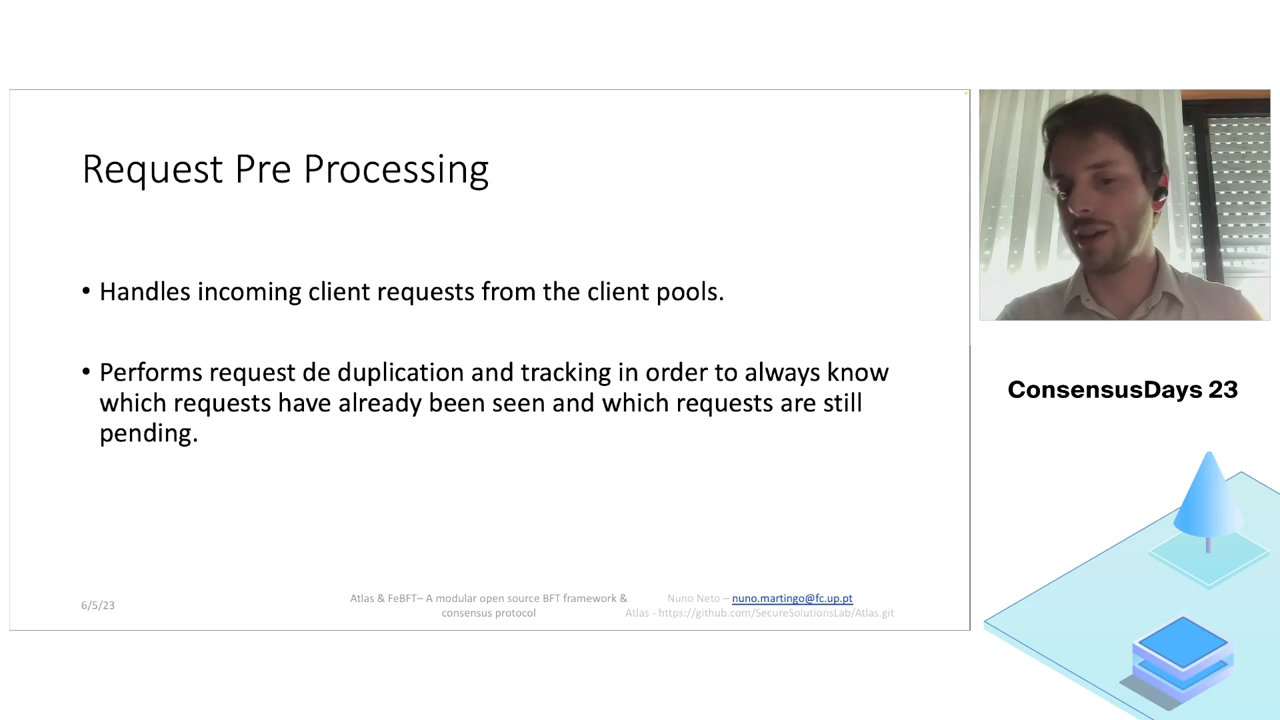 Request Pre Processing
• Handles incoming client requests from the client pools.
• Performs request de duplication and tracking in order to always know
which requests have already been seen and which requests are still
pending.
6/5/23
Atlas & FeBFT– A modular open source BFT framework &
consensus protocol
Nuno Neto – nuno.martingo@fc.up.pt
Atlas - https://github.com/SecureSolutionsLab/Atlas.git
ConsensusDays 23